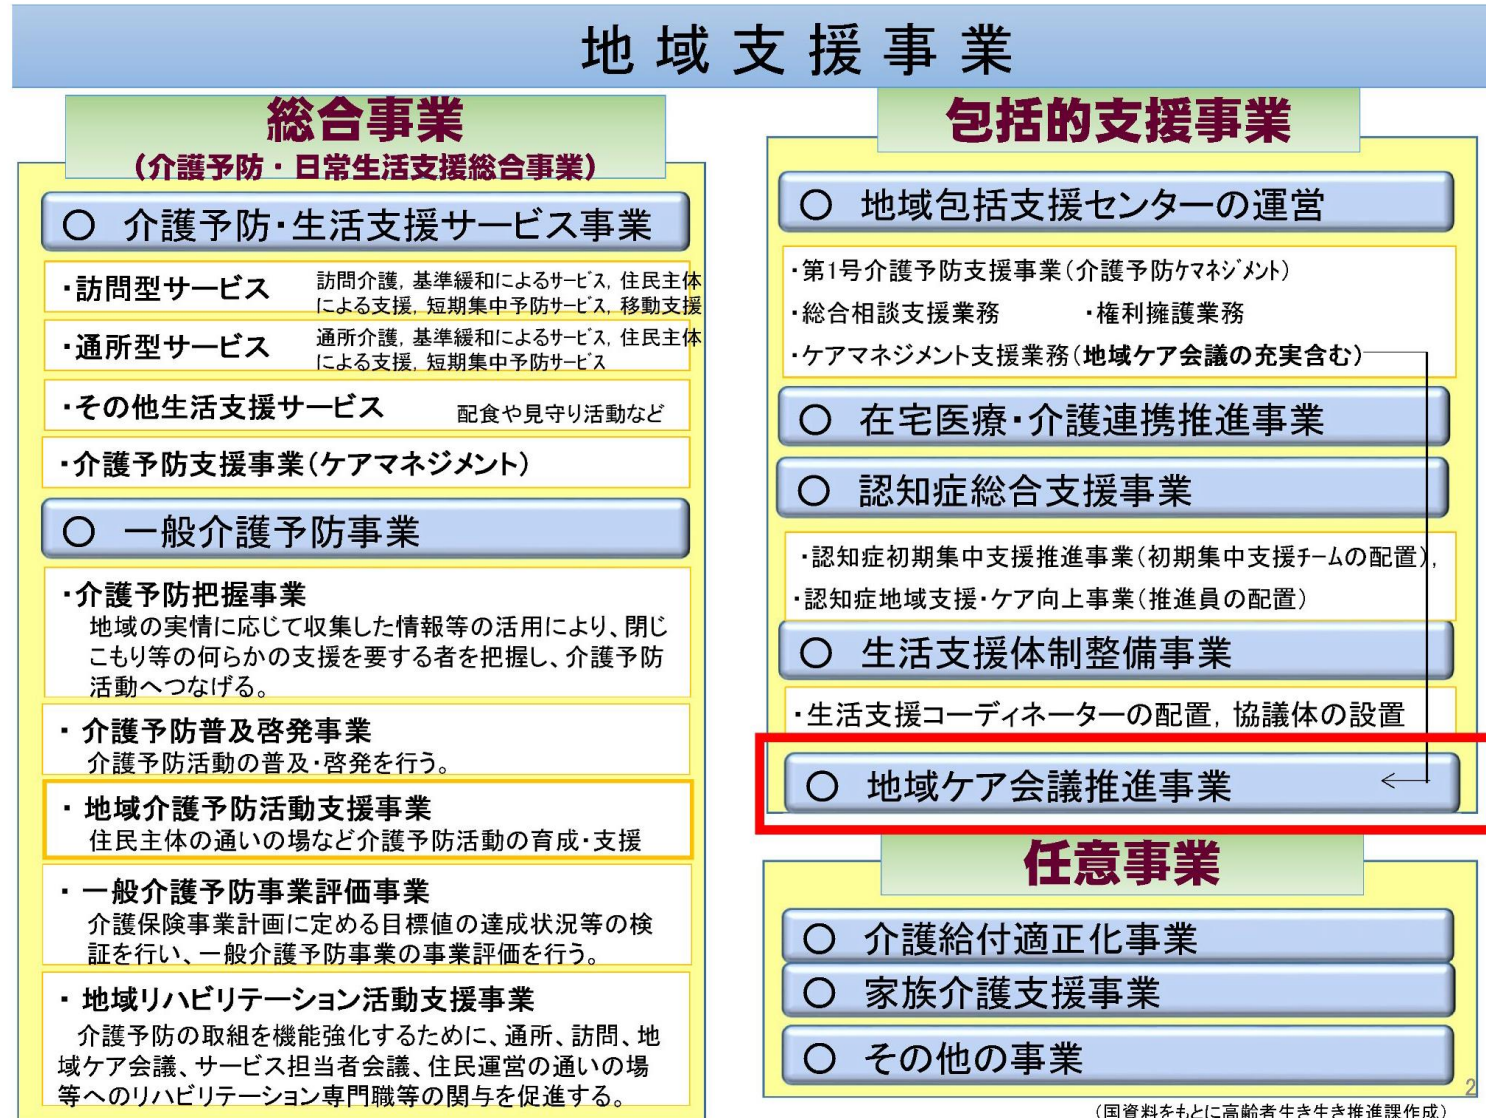 地域支援事業
総合事業
（介護予防・日常生活支援総合事業）
○ 介護予防・生活支援サービス事業
・訪問型サービス 訪問介護，基準緩和によるサービス，住民主体
による支援，短期集中予防サービス，移動支援
・通所型サービス 通所介護，基準緩和によるサービス，住民主体
による支援，短期集中予防サービス
・その他生活支援サービス 配食や見守り活動など
・介護予防支援事業（ケアマネジメント）
○ 一般介護予防事業
・介護予防把握事業
地域の実情に応じて収集した情報等の活用により、閉じ
こもり等の何らかの支援を要する者を把握し、介護予防
活動へつなげる。
・ 介護予防普及啓発事業
介護予防活動の普及・啓発を行う。
・ 地域介護予防活動支援事業
住民主体の通いの場など介護予防活動の育成・支援
・ 一般介護予防事業評価事業
介護保険事業計画に定める目標値の達成状況等の検
証を行い、一般介護予防事業の事業評価を行う。
・ 地域リハビリテーション活動支援事業
介護予防の取組を機能強化するために、通所、訪問、地
域ケア会議、サービス担当者会議、住民運営の通いの場
等へのリハビリテーション専門職等の関与を促進する。
包括的支援事業
○ 地域包括支援センターの運営
・第1号介護予防支援事業（介護予防ケマネジメント）
・総合相談支援業務 ・権利擁護業務
・ケアマネジメント支援業務（地域ケア会議の充実含む）
○ 在宅医療・介護連携推進事業
○ 認知症総合支援事業
・認知症初期集中支援推進事業（初期集中支援チームの配置），
・認知症地域支援・ケア向上事業（推進員の配置）
○ 生活支援体制整備事業
・生活支援コーディネーターの配置，協議体の設置
○ 地域ケア会議推進事業
任意事業
○ 介護給付適正化事業
○ 家族介護支援事業
○ その他の事業
2
（国資料をもとに高齢者生き生き推進課作成）